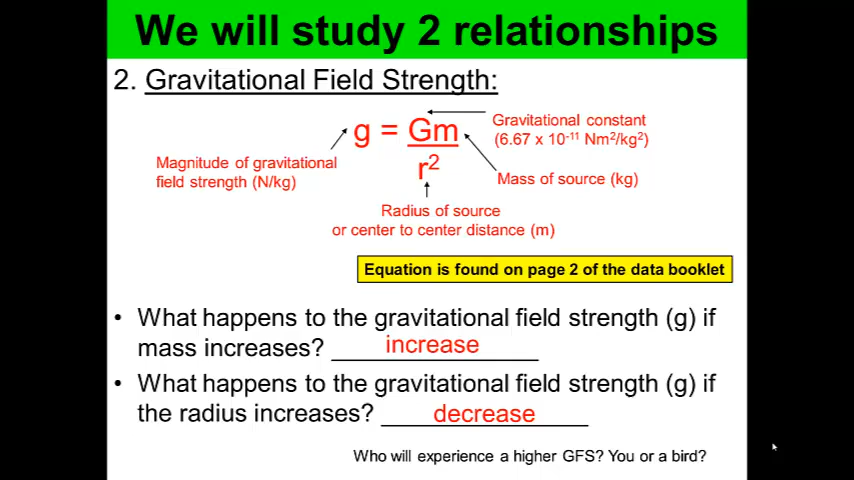 We will study 2 relationships
2. Gravitational Field Strength:
g = Gm
r²
Gravitational constant
(6.67 x 10⁻¹¹ Nm²/kg²)
Magnitude of gravitational
field strength (N/kg)
Mass of source (kg)
Radius of source
or center to center distance (m)
Equation is found on page 2 of the data booklet
• What happens to the gravitational field strength (g) if
mass increases? increase
• What happens to the gravitational field strength (g) if
the radius increases? decrease
Who will experience a higher GFS? You or a bird?